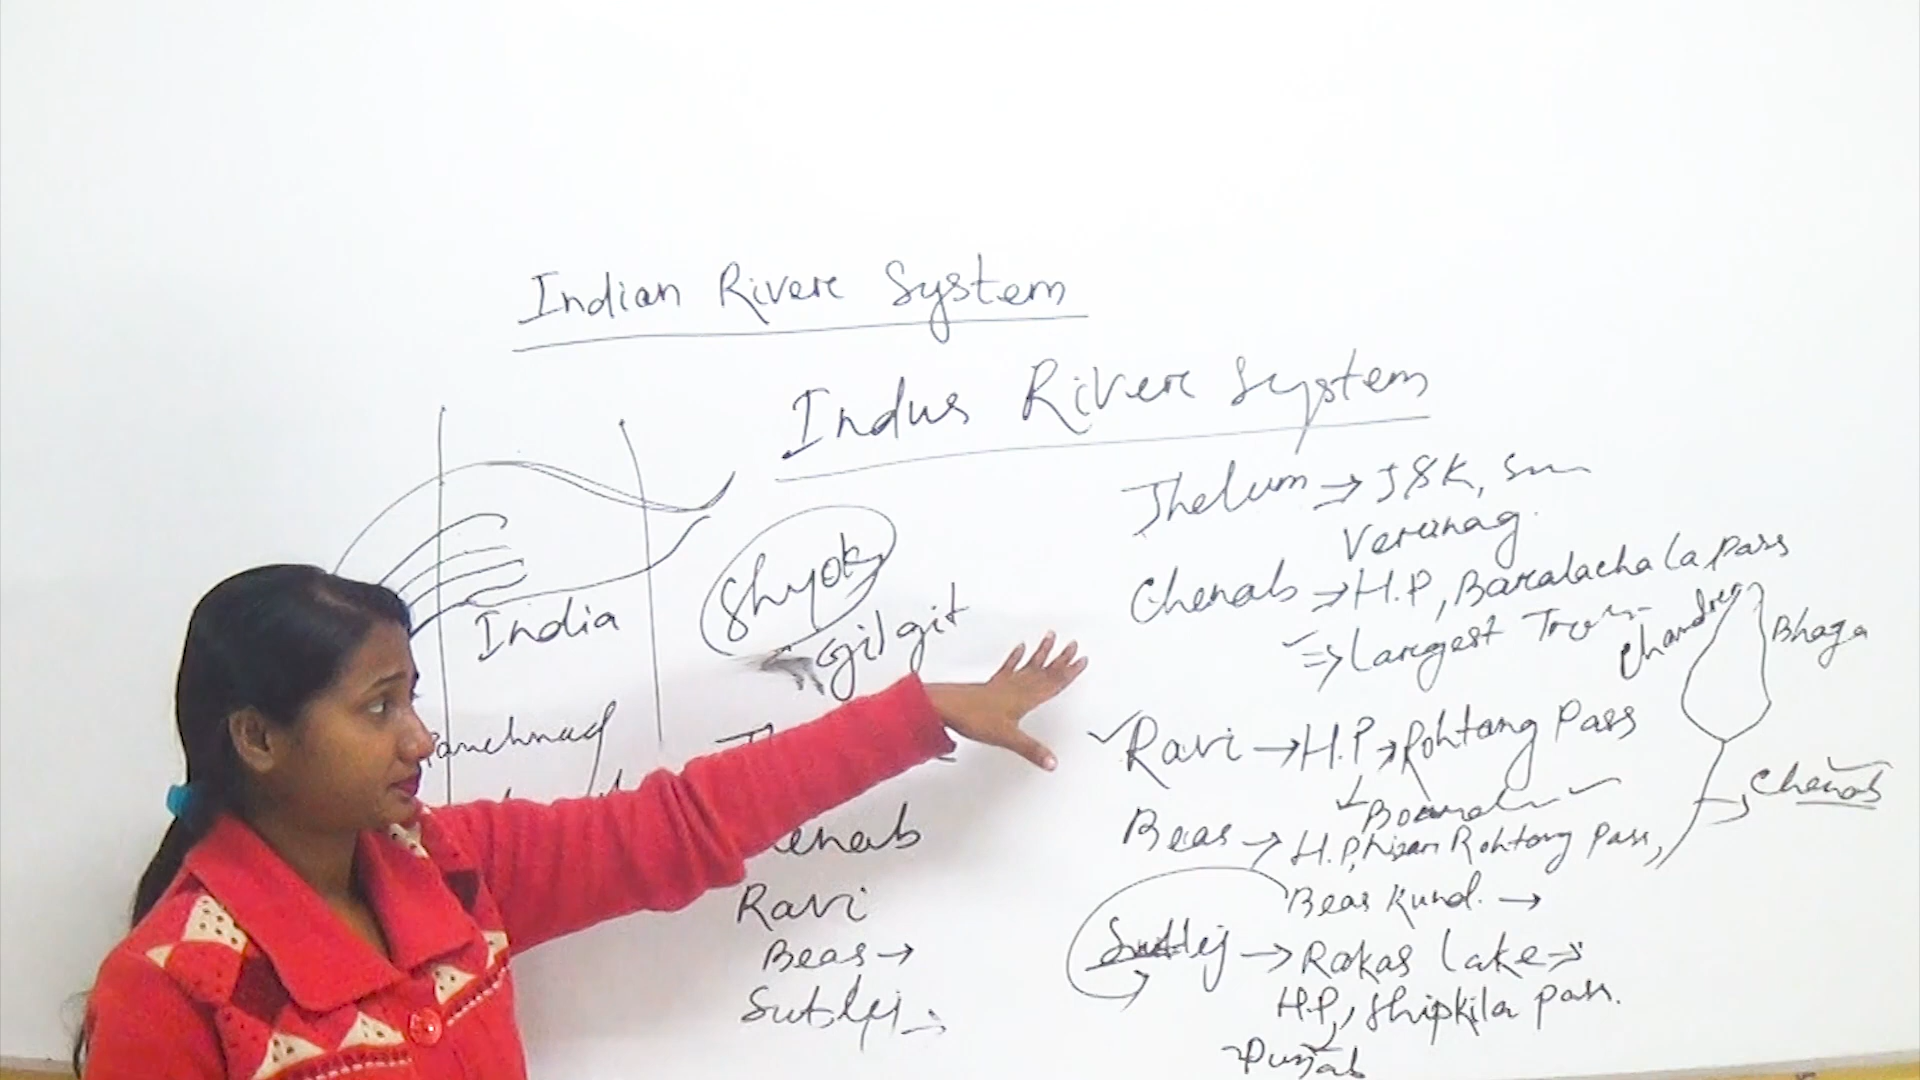 Indian River System
Indus River System
Shyok
Gilgit
India
Ravi
Beas →
Sutlej →
Jhelum → J&K,
Verinag
Chenab → H.P, Baralacha la pass
⇒ Largest
Chandra
Bhaga
Chenab
✓ Ravi → H.P → Rohtang Pass
Beas → H.P, Rohtang Pass,
Beas Kund. →
Sutlej → Rakas Lake →
H.P, Shipkila pass.
Punjab